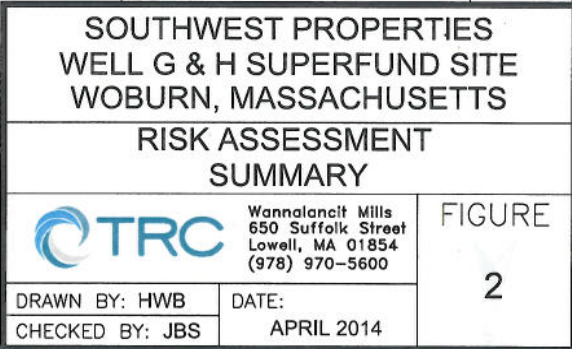 SOUTHWEST PROPERTIES
WELL G & H SUPERFUND SITE
WOBURN, MASSACHUSETTS
RISK ASSESSMENT
SUMMARY
TRC
Wannalancit Mills
650 Suffolk Street
Lowell, MA 01854
(978) 970-5600
FIGURE
2
DRAWN BY: HWB
CHECKED BY: JBS
DATE:
APRIL 2014